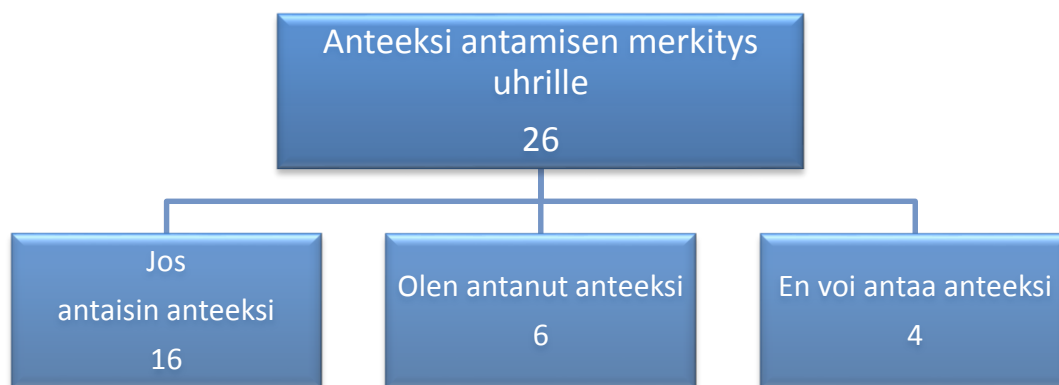 Anteeksi antamisen merkitys
uhrille
26
Jos
antaisin anteeksi
16
Olen antanut anteeksi
6
En voi antaa anteeksi
4